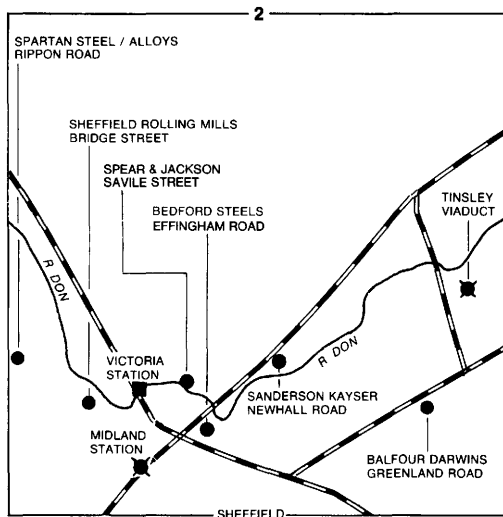 2
SPARTAN STEEL / ALLOYS
RIPPON ROAD
SHEFFIELD ROLLING MILLS
BRIDGE STREET
SPEAR & JACKSON
SAVILE STREET
BEDFORD STEELS
EFFINGHAM ROAD
TINSLEY
VIADUCT
R DON
R DON
VICTORIA
STATION
SANDERSON KAYSER
NEWHALL ROAD
MIDLAND
STATION
BALFOUR DARWINS
GREENLAND ROAD
SHEFFIELD